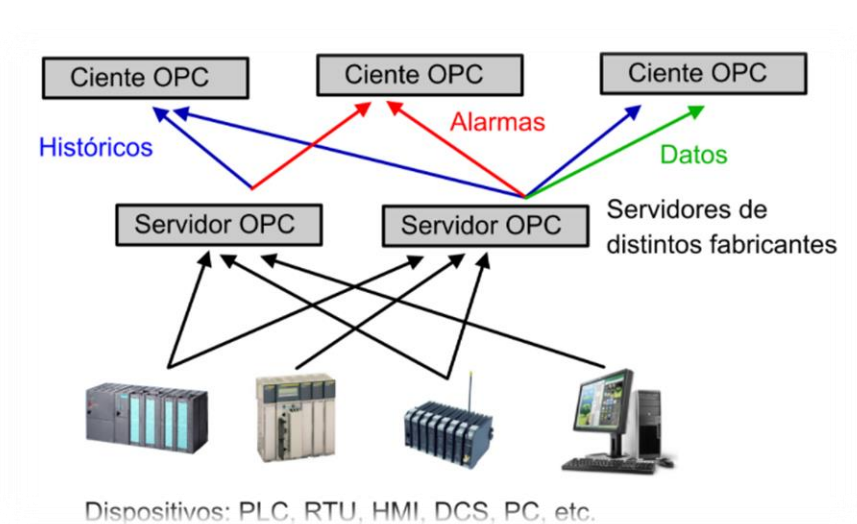 Ciente OPC
Ciente OPC
Ciente OPC
Históricos
Alarmas
Datos
Servidor OPC
Servidor OPC
Servidores de
distintos fabricantes
Dispositivos: PLC, RTU, HMI, DCS, PC, etc.